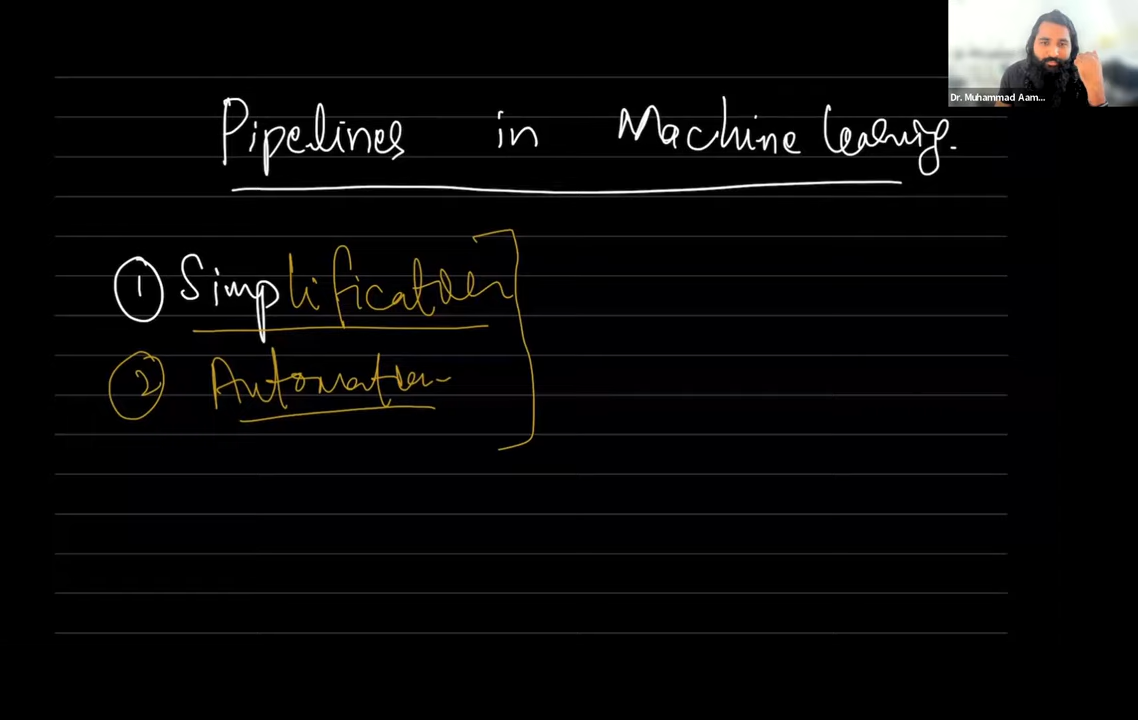 Dr. Muhammad Aam...
Pipelines in Machine Learning.
① Simplification
② Automation